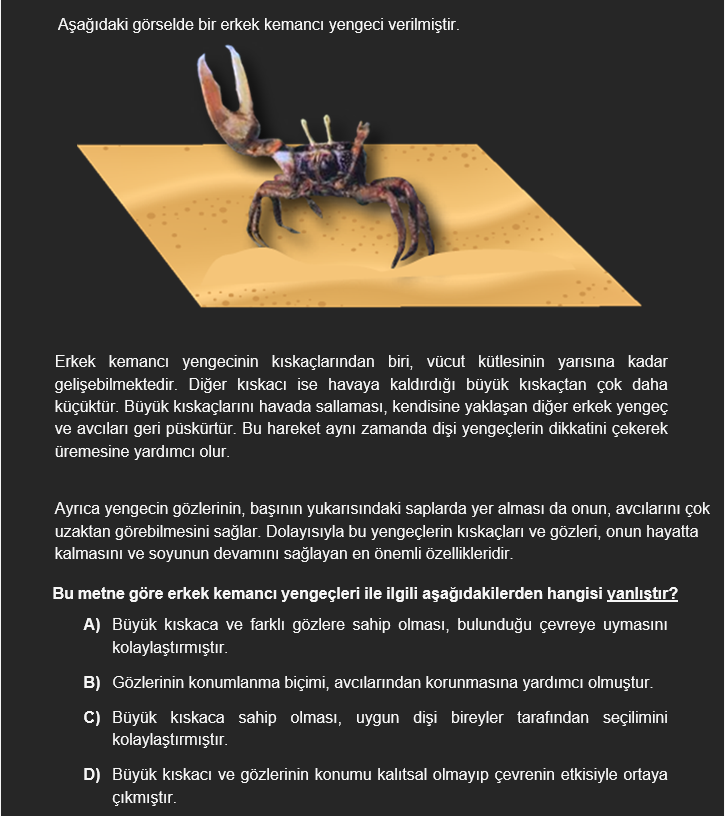 Aşağıdaki görselde bir erkek kemancı yengeci verilmiştir.
Erkek kemancı yengecinin kıskaçlarından biri, vücut kütlesinin yarısına kadar
gelişebilmektedir. Diğer kıskacı ise havaya kaldırdığı büyük kıskaçtan çok daha
küçüktür. Büyük kıskaçlarını havada sallaması, kendisine yaklaşan diğer erkek yengeç
ve avcıları geri püskürtür. Bu hareket aynı zamanda dişi yengeçlerin dikkatini çekerek
üremesine yardımcı olur.
Ayrıca yengecin gözlerinin, başının yukarısındaki saplarda yer alması da onun, avcılarını çok
uzaktan görebilmesini sağlar. Dolayısıyla bu yengeçlerin kıskaçları ve gözleri, onun hayatta
kalmasını ve soyunun devamını sağlayan en önemli özellikleridir.
Bu metne göre erkek kemancı yengeçleri ile ilgili aşağıdakilerden hangisi yanlıştır?
A) Büyük kıskaca ve farklı gözlere sahip olması, bulunduğu çevreye uymasını
kolaylaştırmıştır.
B) Gözlerinin konumlanma biçimi, avcılarından korunmasına yardımcı olmuştur.
C) Büyük kıskaca sahip olması, uygun dişi bireyler tarafından seçilimini
kolaylaştırmıştır.
D) Büyük kıskacı ve gözlerinin konumu kalıtsal olmayıp çevrenin etkisiyle ortaya
çıkmıştır.